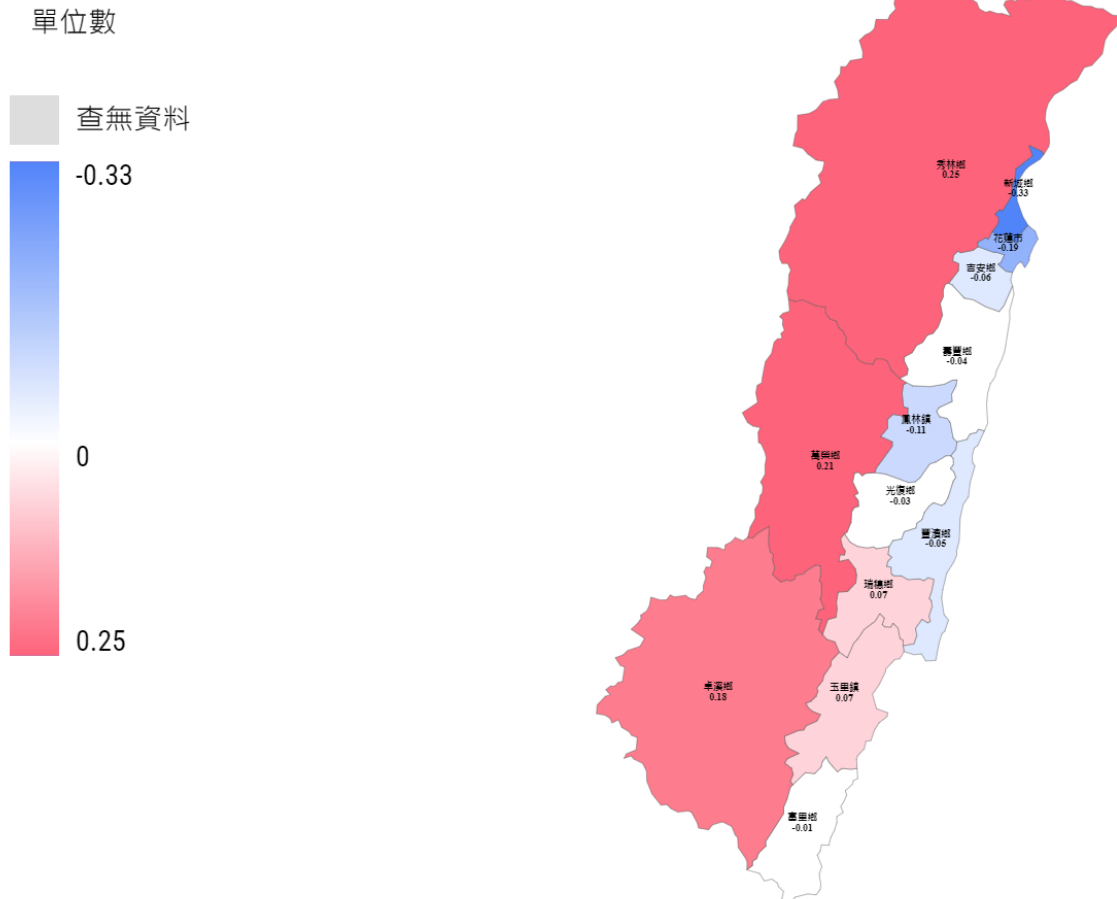 單位數
查無資料
-0.33
0
0.25
秀林鄉
0.25
新城鄉
-0.33
花蓮市
-0.19
吉安鄉
-0.06
壽豐鄉
-0.04
鳳林鎮
-0.11
萬榮鄉
0.21
光復鄉
-0.03
豐濱鄉
-0.05
瑞穗鄉
0.07
卓溪鄉
0.18
玉里鎮
0.07
富里鄉
-0.01